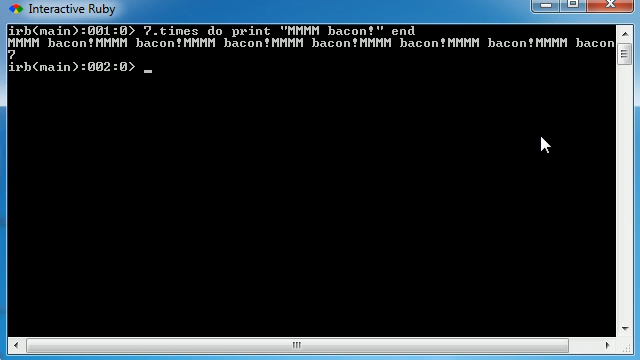 Interactive Ruby
irb(main):001:0> 7.times do print "MMMM bacon!" end
MMMM bacon!MMMM bacon!MMMM bacon!MMMM bacon!MMMM bacon!MMMM bacon!MMMM bacon
7
irb(main):002:0> _